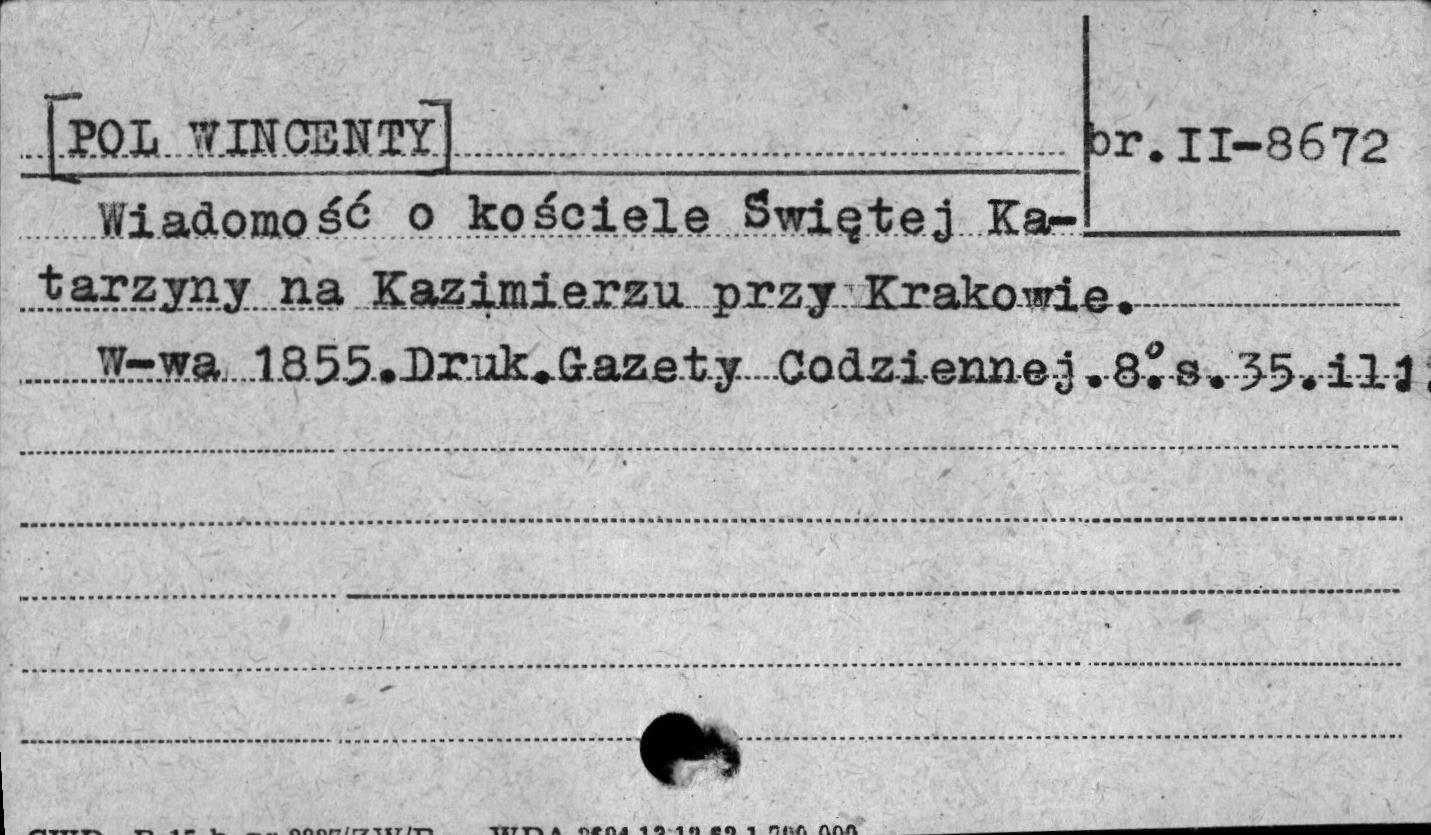 [POL WINCENTY]
br.II-8672
Wiadomość o kościele Świętej Ka-
tarzyny na Kazimierzu przy Krakowie.
W-wa 1855.Druk.Gazety Codziennej.8°.s.35.il.